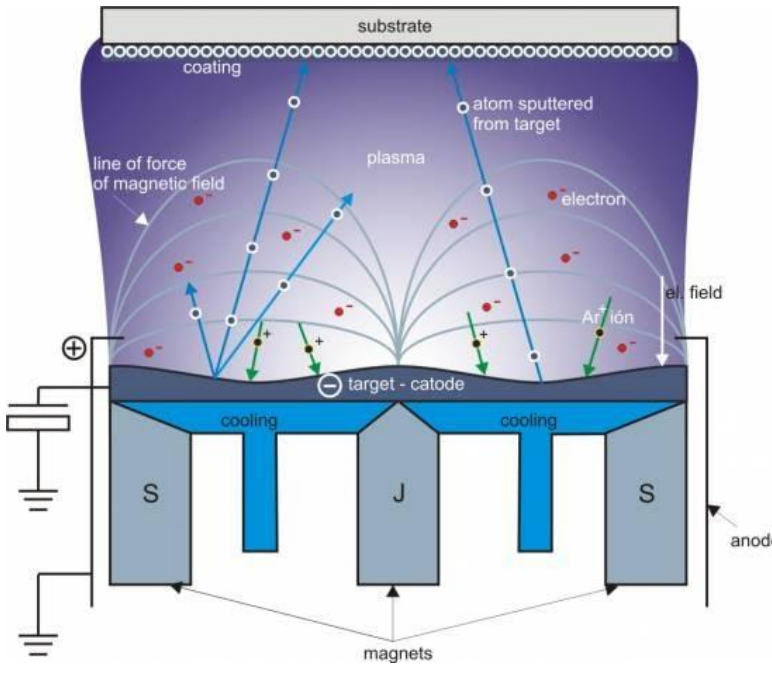 substrate
coating
atom sputtered
from target
plasma
line of force
of magnetic field
electron
el. field
Ar+ ión
+
+
+
⊕
⊖ target - catode
cooling
cooling
S
J
S
anode
magnets